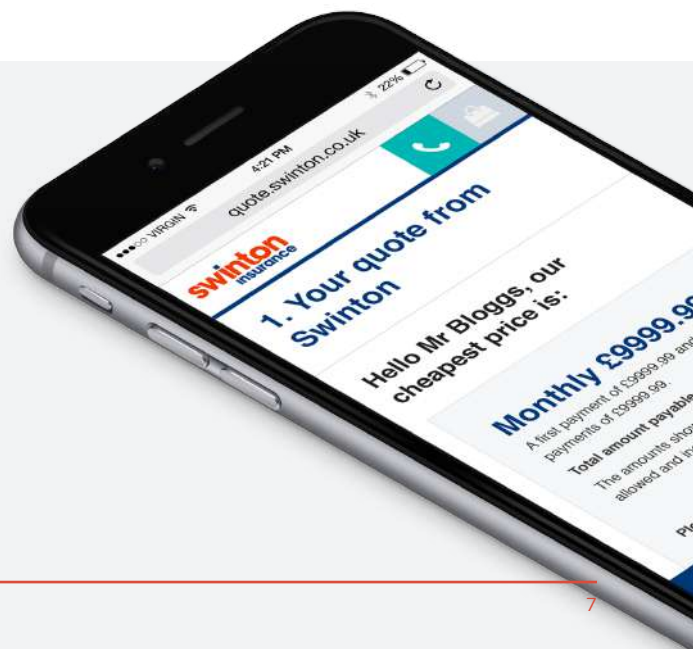 VIRGIN 4:21 PM 22%
quote.swinton.co.uk
swinton
insurance
1. Your quote from
Swinton
Hello Mr Bloggs, our
cheapest price is:
Monthly £9999.99
A first payment of £9999.99 and
payments of £9999.99.
Total amount payable
The amounts
allowed and
7